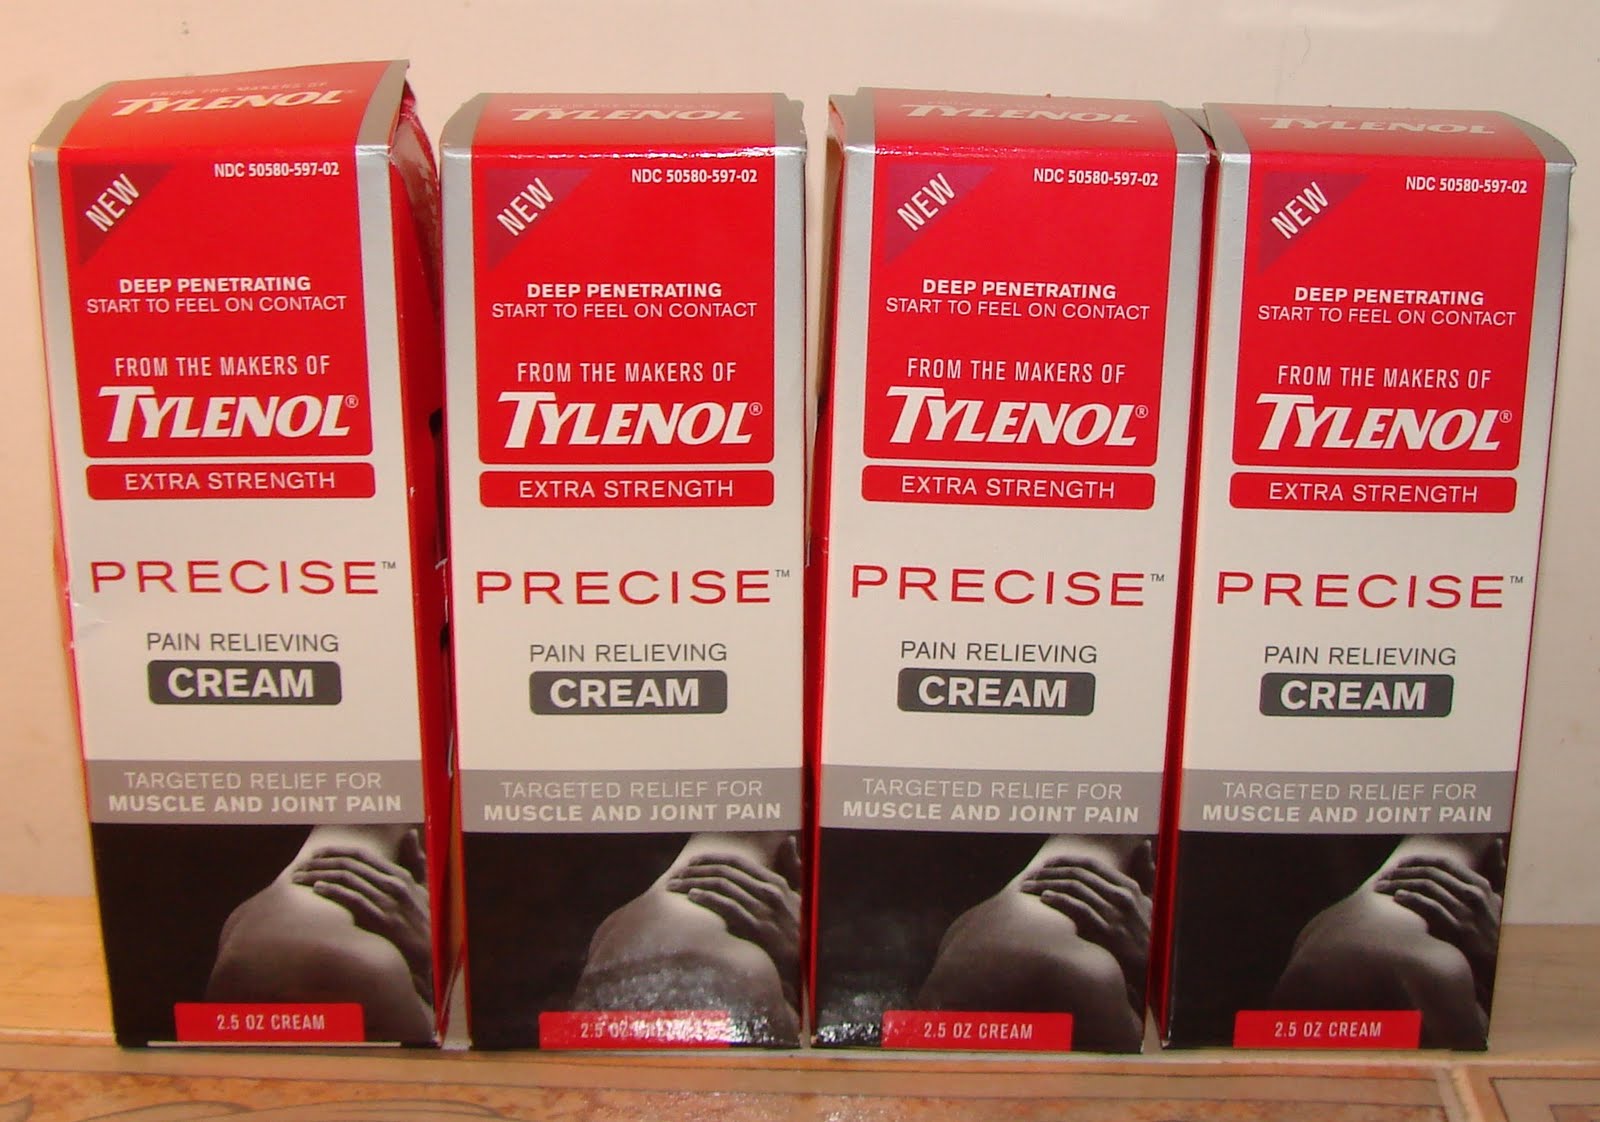 FROM THE MAKERS OF
TYLENOL
NEW
NDC 50580-597-02
DEEP PENETRATING
START TO FEEL ON CONTACT
FROM THE MAKERS OF
TYLENOL®
EXTRA STRENGTH
PRECISE™
PAIN RELIEVING
CREAM
TARGETED RELIEF FOR
MUSCLE AND JOINT PAIN
2.5 OZ CREAM
FROM THE MAKERS OF
TYLENOL
NEW
NDC 50580-597-02
DEEP PENETRATING
START TO FEEL ON CONTACT
FROM THE MAKERS OF
TYLENOL®
EXTRA STRENGTH
PRECISE™
PAIN RELIEVING
CREAM
TARGETED RELIEF FOR
MUSCLE AND JOINT PAIN
2.5 OZ
TYLENOL
NEW
NDC 50580-597-02
DEEP PENETRATING
START TO FEEL ON CONTACT
FROM THE MAKERS OF
TYLENOL®
EXTRA STRENGTH
PRECISE™
PAIN RELIEVING
CREAM
TARGETED RELIEF FOR
MUSCLE AND JOINT PAIN
2.5 OZ CREAM
TYLENOL
NEW
NDC 50580-597-02
DEEP PENETRATING
START TO FEEL ON CONTACT
FROM THE MAKERS OF
TYLENOL®
EXTRA STRENGTH
PRECISE™
PAIN RELIEVING
CREAM
TARGETED RELIEF FOR
MUSCLE AND JOINT PAIN
2.5 OZ CREAM